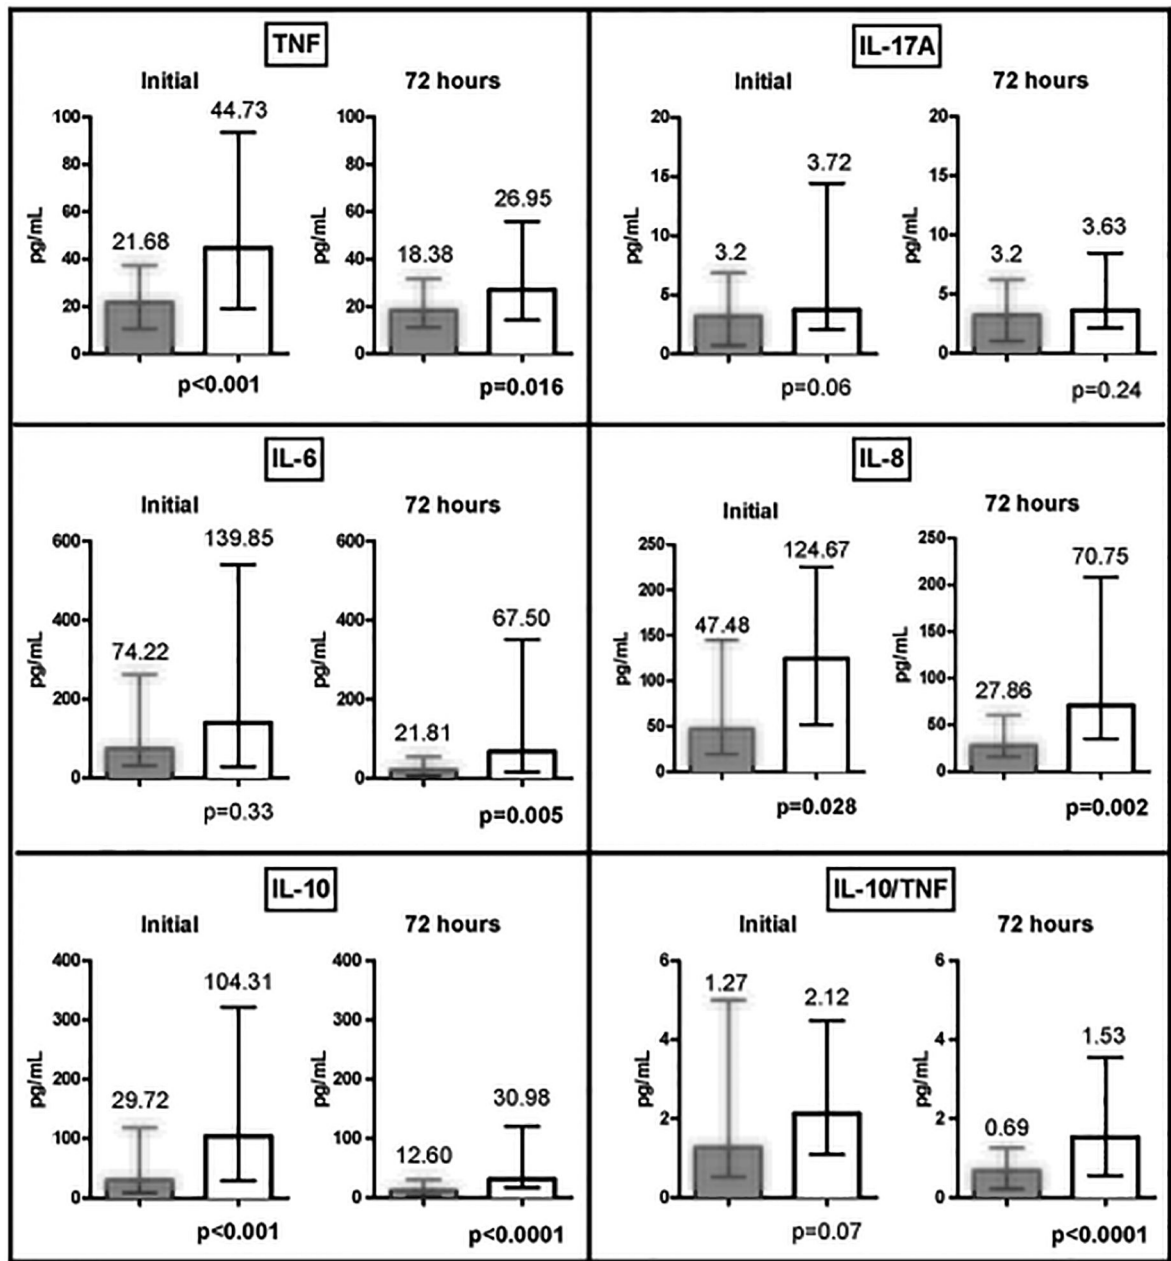 TNF
Initial
72 hours
pg/mL
100
80
60
40
20
0
21.68
44.73
p<0.001
pg/mL
100
80
60
40
20
0
18.38
26.95
p=0.016
IL-17A
Initial
72 hours
pg/mL
20
15
10
5
0
3.2
3.72
p=0.06
pg/mL
20
15
10
5
0
3.2
3.63
p=0.24
IL-6
Initial
72 hours
pg/mL
600
400
200
0
74.22
139.85
p=0.33
pg/mL
600
400
200
0
21.81
67.50
p=0.005
IL-8
Initial
72 hours
pg/mL
250
200
150
100
50
0
47.48
124.67
p=0.028
pg/mL
250
200
150
100
50
0
27.86
70.75
p=0.002
IL-10
Initial
72 hours
pg/mL
400
300
200
100
0
29.72
104.31
p<0.001
pg/mL
400
300
200
100
0
12.60
30.98
p<0.0001
IL-10/TNF
Initial
72 hours
pg/mL
6
4
2
0
1.27
2.12
p=0.07
pg/mL
6
4
2
0
0.69
1.53
p<0.0001